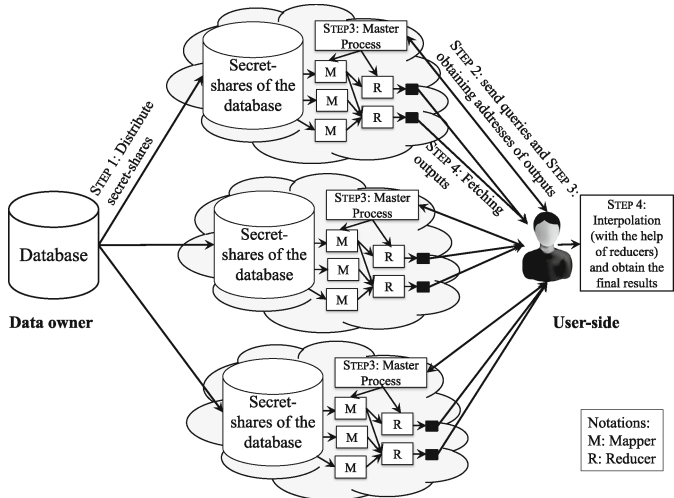 STEP 1: Distribute
secret-shares
Database
Data owner
Secret-
shares of the
database
STEP3: Master
Process
M
M
M
R
R
STEP 2: send queries and STEP 3:
obtaining addresses of outputs
STEP 4: Fetching
outputs
Secret-
shares of the
database
STEP3: Master
Process
M
M
M
R
R
Secret-
shares of the
database
STEP3: Master
Process
M
M
M
R
R
STEP 4:
Interpolation
(with the help
of reducers)
and obtain the
final results
User-side
Notations:
M: Mapper
R: Reducer